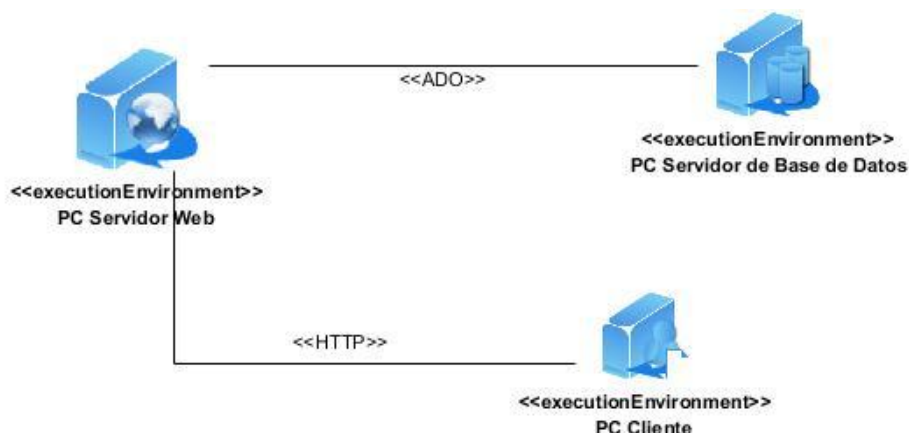 <<ADO>>
<<executionEnvironment>>
PC Servidor de Base de Datos
<<executionEnvironment>>
PC Servidor Web
<<HTTP>>
<<executionEnvironment>>
PC Cliente